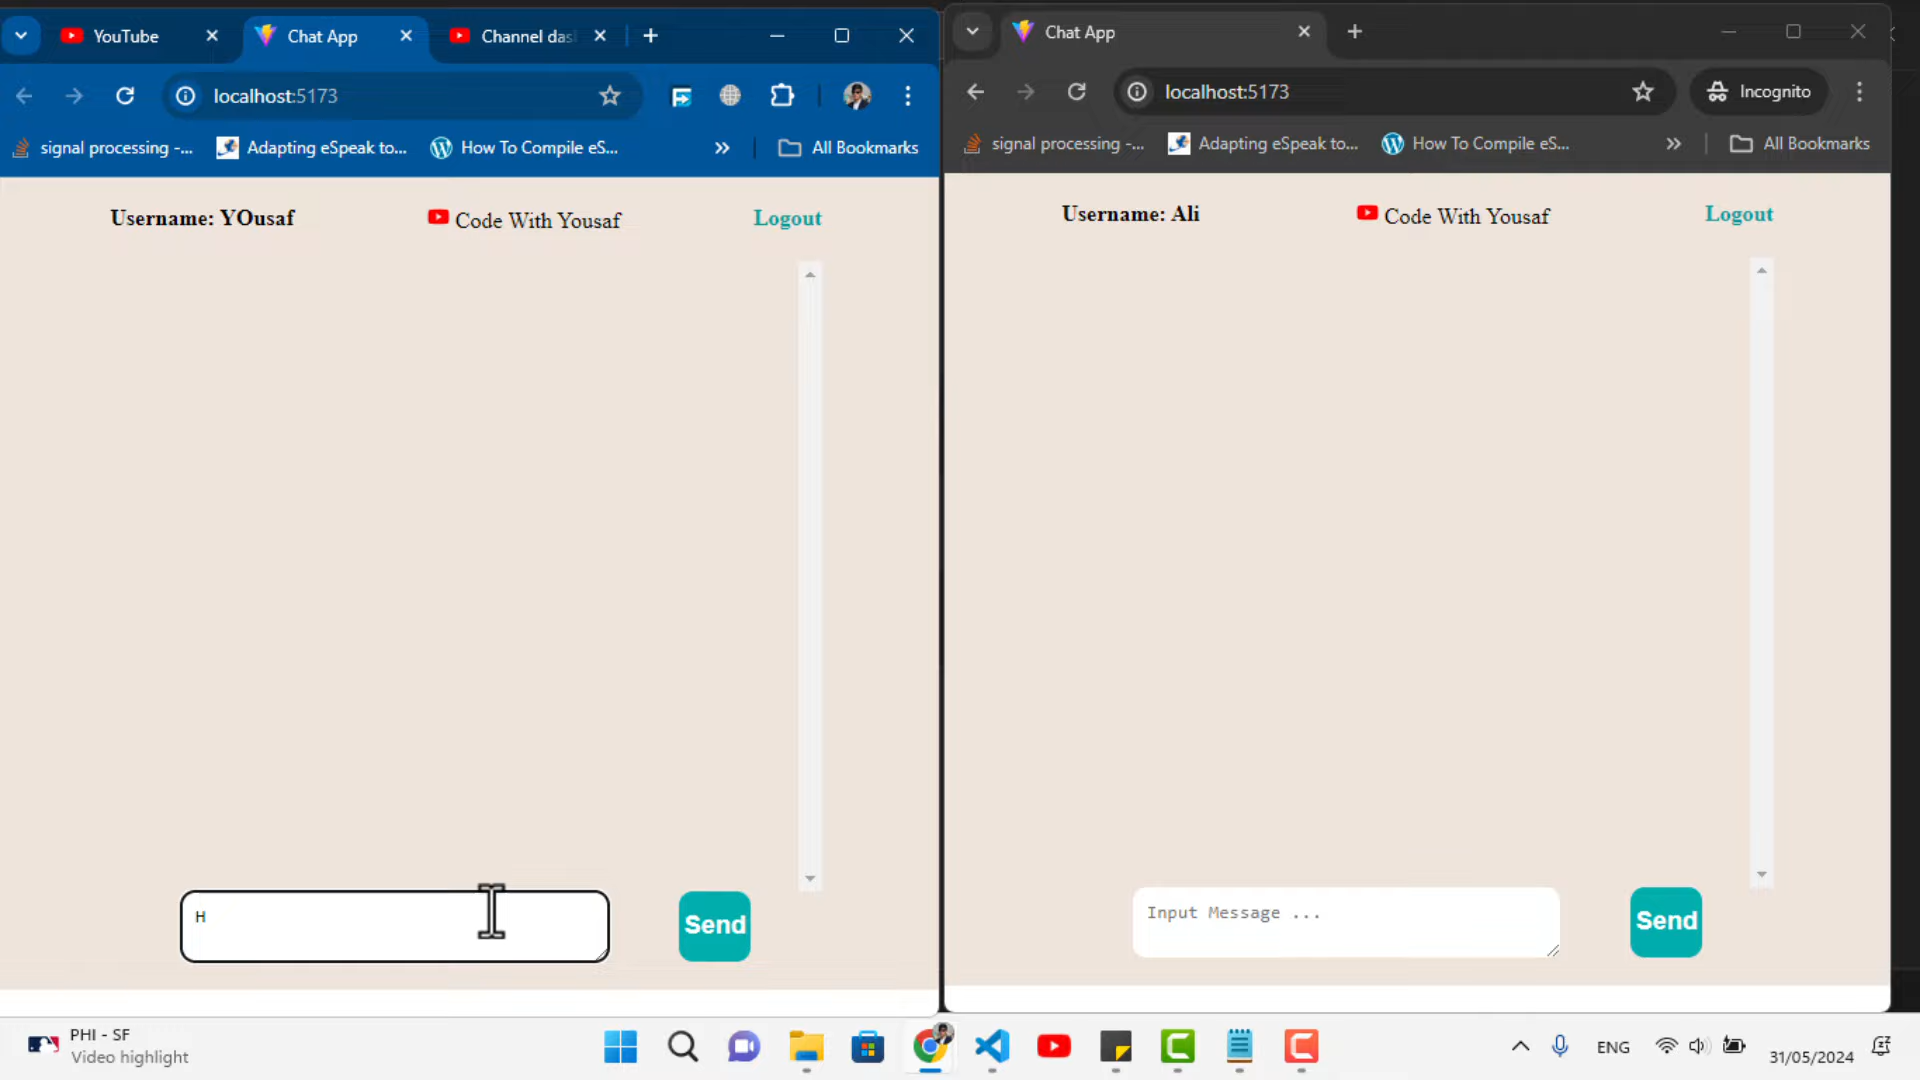 YouTube
Chat App
Channel das
localhost:5173
signal processing -...
Adapting eSpeak to...
How To Compile eS...
All Bookmarks
Username: YOusaf
Code With Yousaf
Logout
H
Send
Chat App
localhost:5173
Incognito
signal processing -...
Adapting eSpeak to...
How To Compile eS...
All Bookmarks
Username: Ali
Code With Yousaf
Logout
Input Message ...
Send
PHI - SF
Video highlight
ENG
31/05/2024